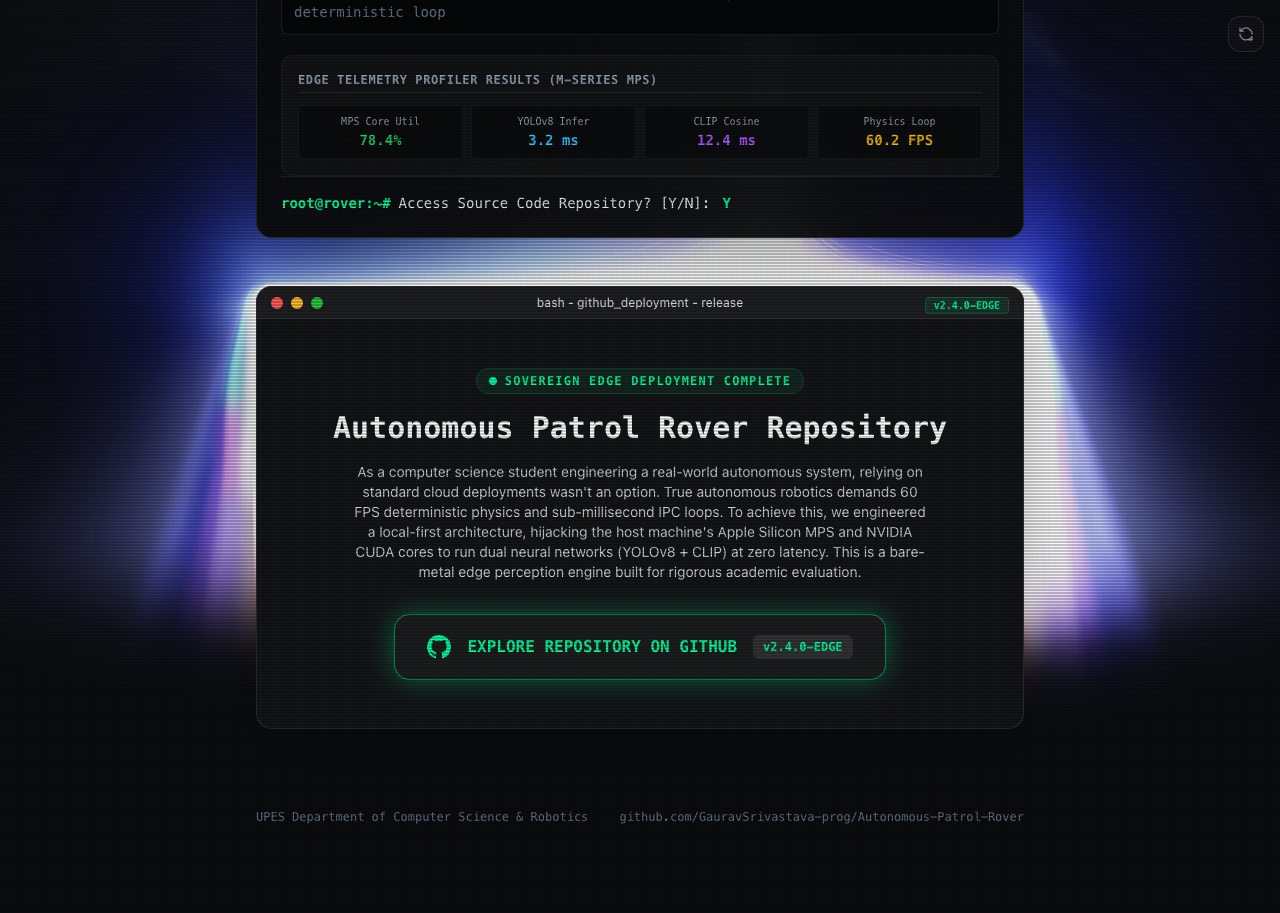 deterministic loop
EDGE TELEMETRY PROFILER RESULTS (M-SERIES MPS)
MPS Core Util
78.4%
YOLOv8 Infer
3.2 ms
CLIP Cosine
12.4 ms
Physics Loop
60.2 FPS
root@rover:~# Access Source Code Repository? [Y/N]: Y
bash - github_deployment - release
v2.4.0-EDGE
SOVEREIGN EDGE DEPLOYMENT COMPLETE
Autonomous Patrol Rover Repository
As a computer science student engineering a real-world autonomous system, relying on
standard cloud deployments wasn't an option. True autonomous robotics demands 60
FPS deterministic physics and sub-millisecond IPC loops. To achieve this, we engineered
a local-first architecture, hijacking the host machine's Apple Silicon MPS and NVIDIA
CUDA cores to run dual neural networks (YOLOv8 + CLIP) at zero latency. This is a bare-
metal edge perception engine built for rigorous academic evaluation.
EXPLORE REPOSITORY ON GITHUB v2.4.0-EDGE
UPES Department of Computer Science & Robotics
github.com/GauravSrivastava-prog/Autonomous-Patrol-Rover